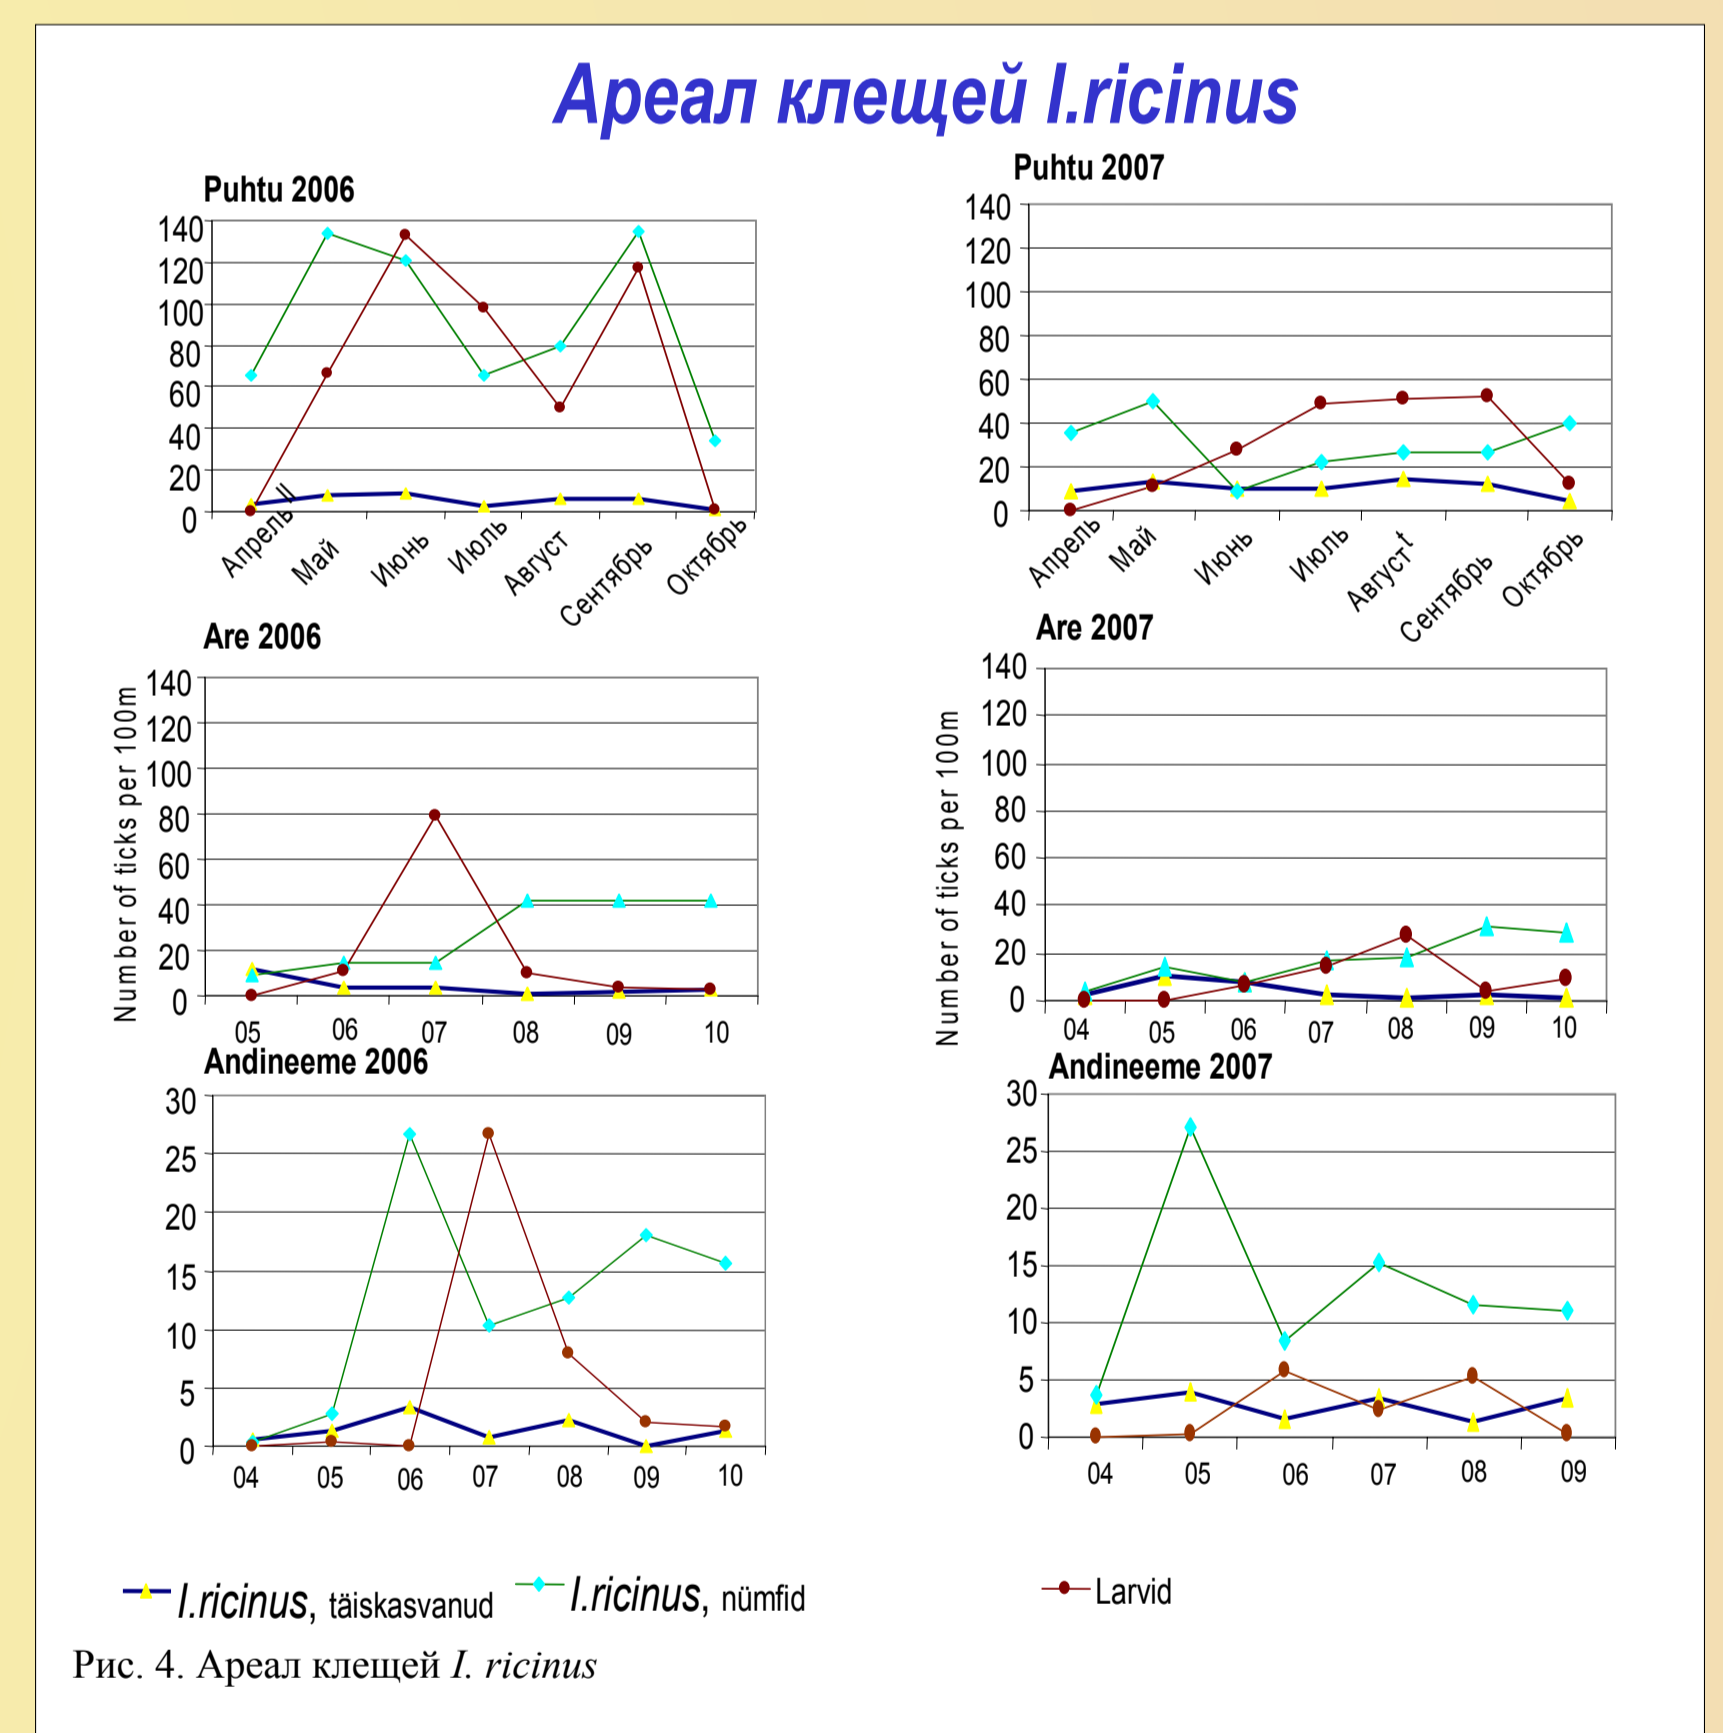 Ареал клещей I.ricinus
Puhtu 2006
140
120
100
80
60
40
20
0
Апрель II
Май
Июнь
Июль
Август
Сентябрь
Октябрь
Puhtu 2007
140
120
100
80
60
40
20
0
Апрель
Май
Июнь
Июль
Август t
Сентябрь
Октябрь
Are 2006
Number of ticks per 100m
140
120
100
80
60
40
20
0
05 06 07 08 09 10
Are 2007
Number of ticks per 100m
140
120
100
80
60
40
20
0
04 05 06 07 08 09 10
Andineeme 2006
30
25
20
15
10
5
0
04 05 06 07 08 09 10
Andineeme 2007
30
25
20
15
10
5
0
04 05 06 07 08 09
I.ricinus, täiskasvanud
I.ricinus, nümfid
Larvid
Рис. 4. Ареал клещей I. ricinus